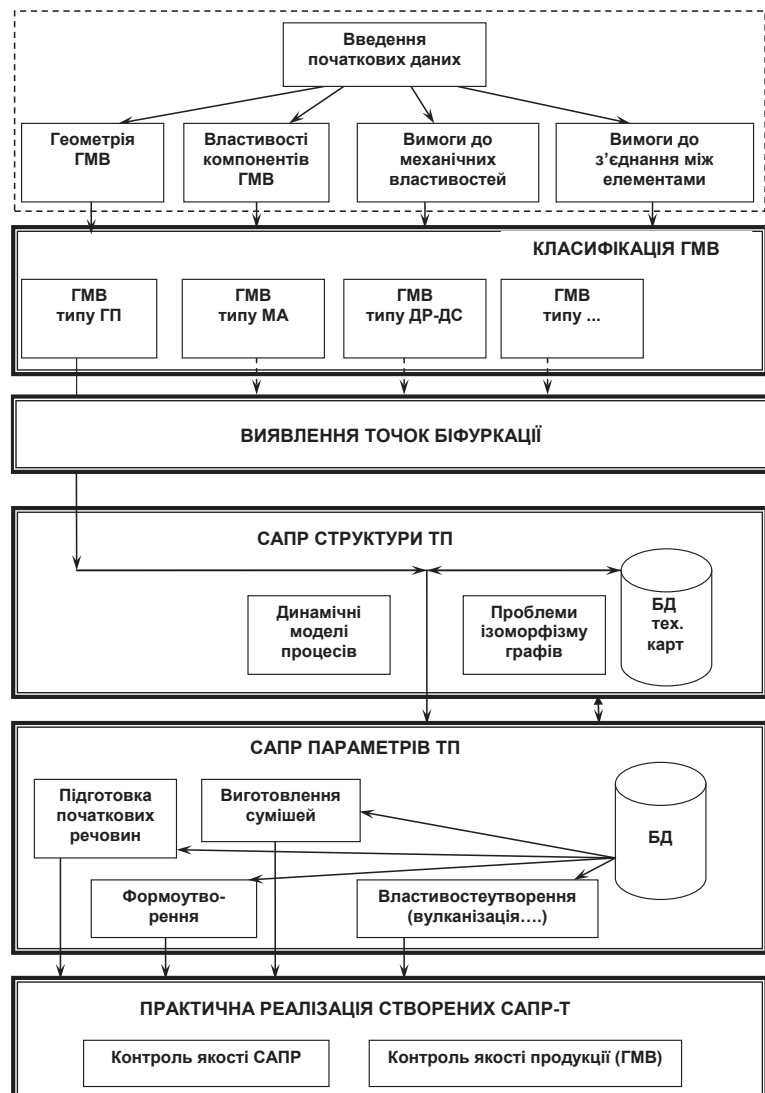 Введення
початкових даних
Геометрія
ГМВ
Властивості
компонентів
ГМВ
Вимоги до
механічних
властивостей
Вимоги до
з’єднання між
елементами
КЛАСИФІКАЦІЯ ГМВ
ГМВ
типу ГП
ГМВ
типу МА
ГМВ
типу ДР-ДС
ГМВ
типу ...
ВИЯВЛЕННЯ ТОЧОК БІФУРКАЦІЇ
САПР СТРУКТУРИ ТП
Динамічні
моделі
процесів
Проблеми
ізоморфізму
графів
БД
тех.
карт
САПР ПАРАМЕТРІВ ТП
Підготовка
початкових
речовин
Виготовлення
сумішей
БД
Формоутво-
рення
Властивостеутворення
(вулканізація….)
ПРАКТИЧНА РЕАЛІЗАЦІЯ СТВОРЕНИХ САПР-Т
Контроль якості САПР
Контроль якості продукції (ГМВ)